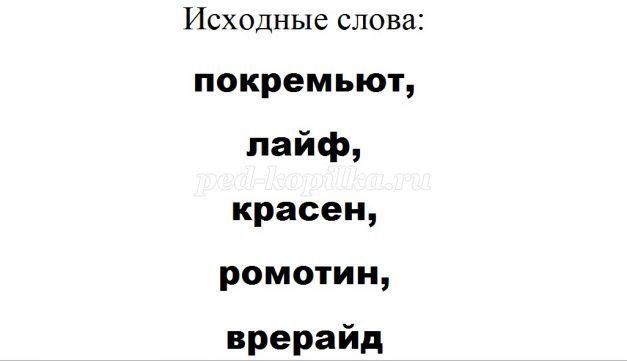 Исходные слова:
покремьют,
лайф,
ped-kopilka.ru
красен,
ромотин,
врерайд